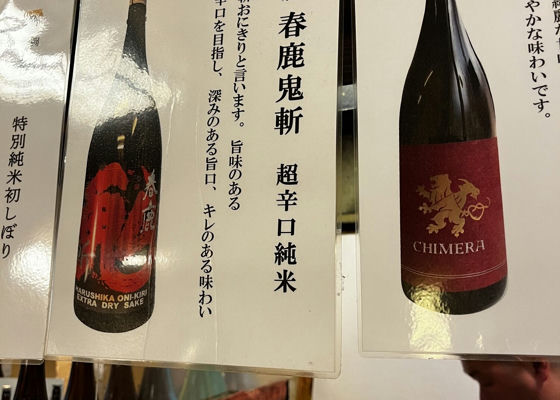 やかな味わいです。
CHIMERA
春鹿鬼斬 超辛口純米
斬おにぎりと言います。旨味のある
辛口を目指し、深みのある旨口、キレのある味わい
春鹿
HARUSHIKA ONI-KIRI
EXTRA DRY SAKE
特別純米初しぼり